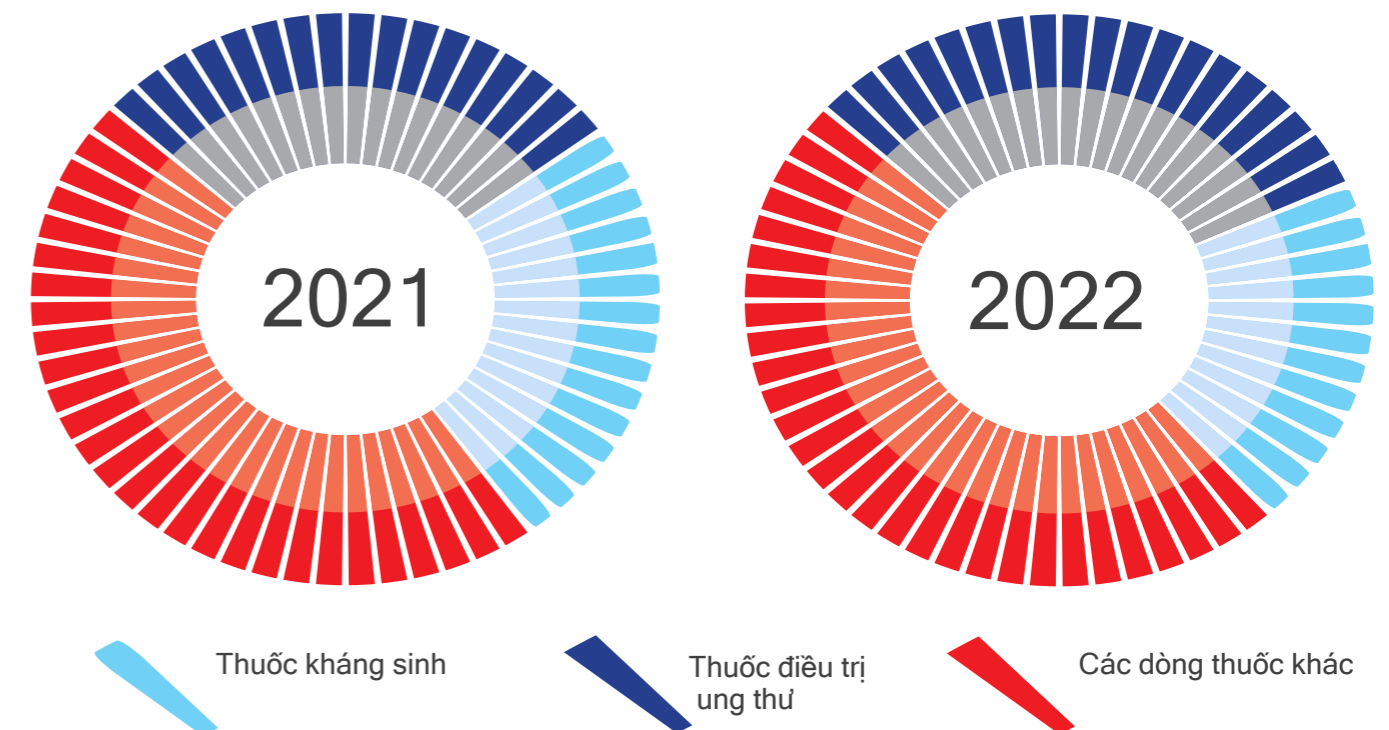 2021
2022
Thuốc kháng sinh
Thuốc điều trị
ung thư
Các dòng thuốc khác